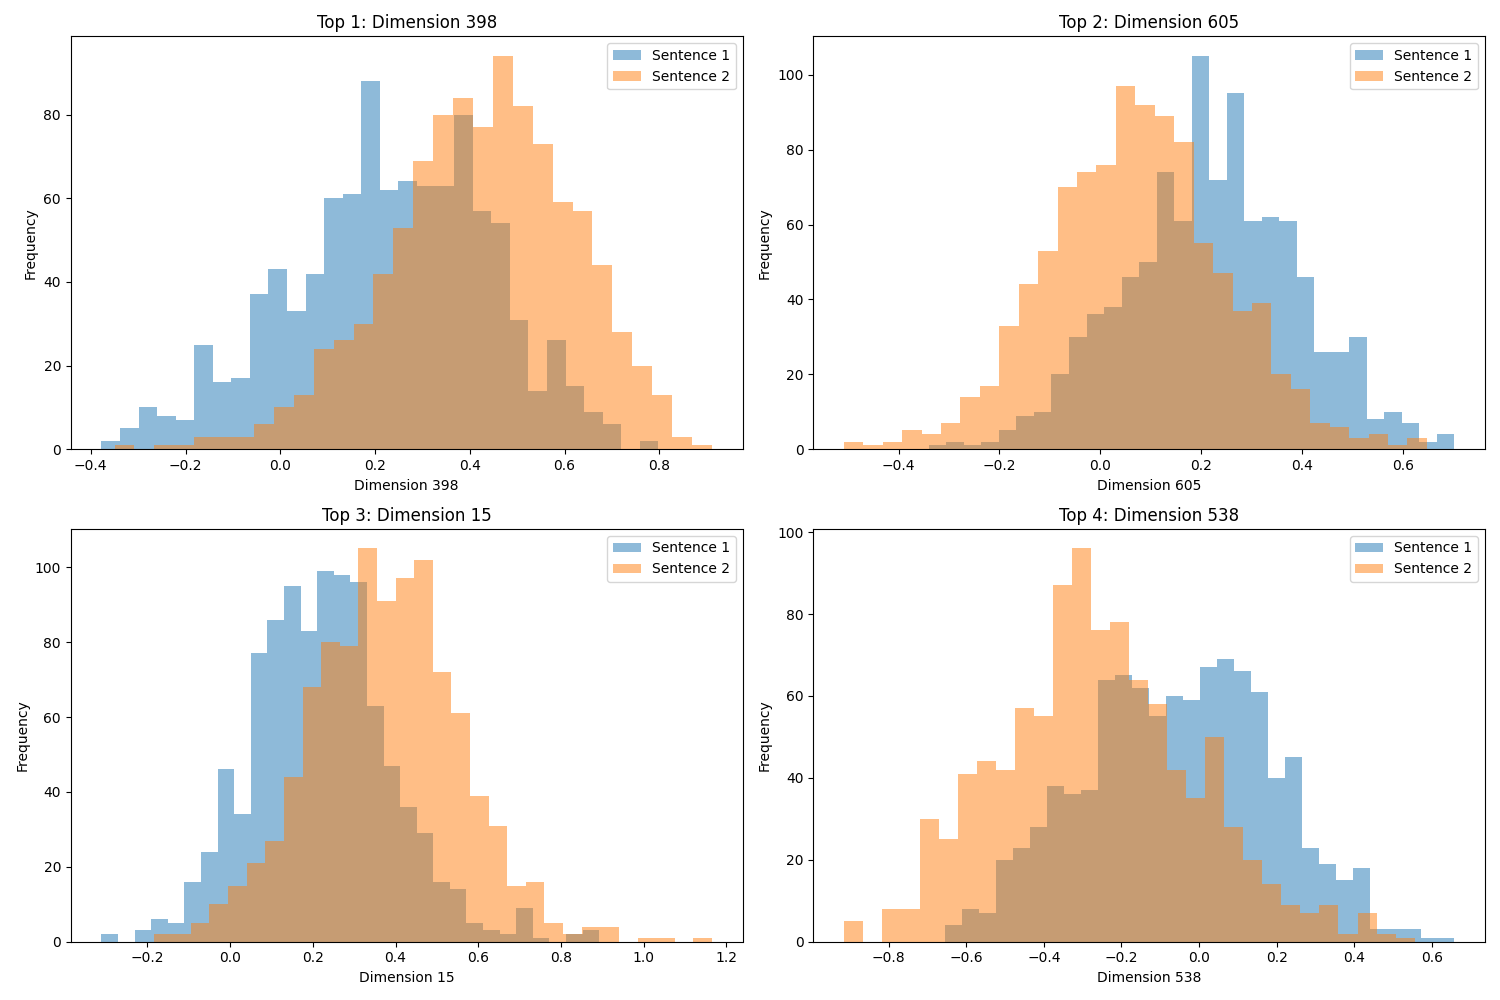 Top 1: Dimension 398
Sentence 1
Sentence 2
Frequency
80
60
40
20
0
−0.4 −0.2 0.0 0.2 0.4 0.6 0.8
Dimension 398
Top 2: Dimension 605
Sentence 1
Sentence 2
Frequency
100
80
60
40
20
0
−0.4 −0.2 0.0 0.2 0.4 0.6
Dimension 605
Top 3: Dimension 15
Sentence 1
Sentence 2
Frequency
100
80
60
40
20
0
−0.2 0.0 0.2 0.4 0.6 0.8 1.0 1.2
Dimension 15
Top 4: Dimension 538
Sentence 1
Sentence 2
Frequency
100
80
60
40
20
0
−0.8 −0.6 −0.4 −0.2 0.0 0.2 0.4 0.6
Dimension 538